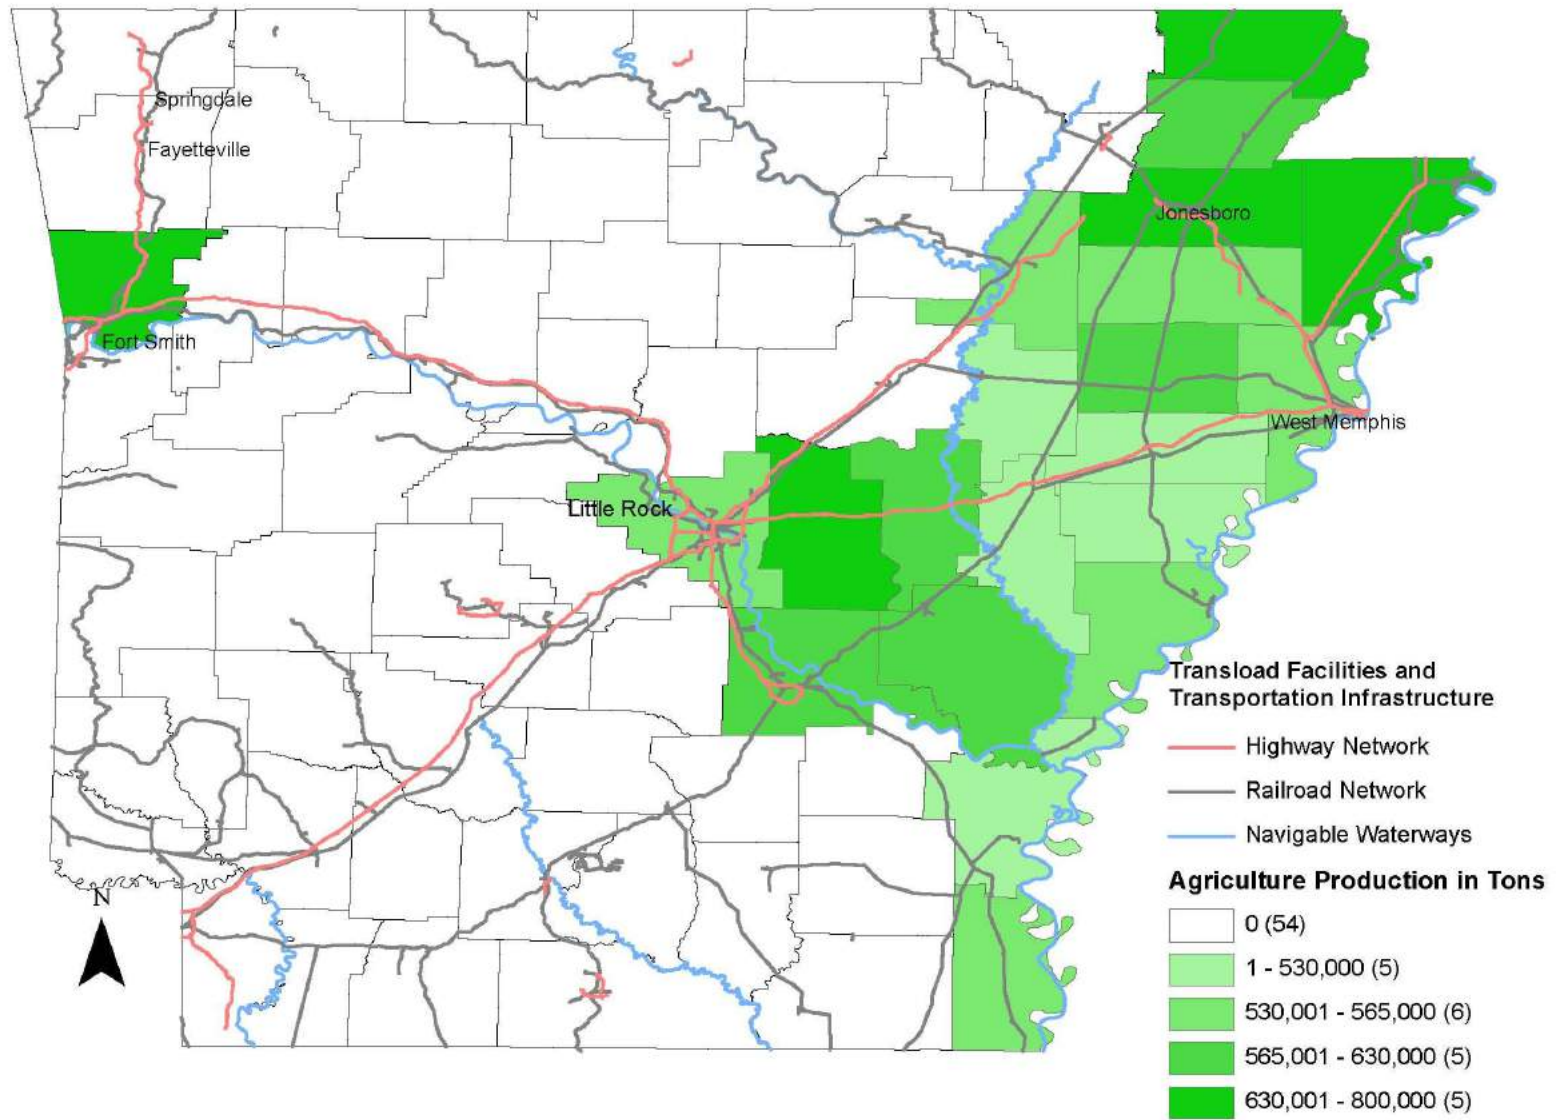 Springdale
Fayetteville
Jonesboro
Fort Smith
West Memphis
Little Rock
Transload Facilities and
Transportation Infrastructure
Highway Network
Railroad Network
Navigable Waterways
Agriculture Production in Tons
N
0 (54)
1 - 530,000 (5)
530,001 - 565,000 (6)
565,001 - 630,000 (5)
630,001 - 800,000 (5)